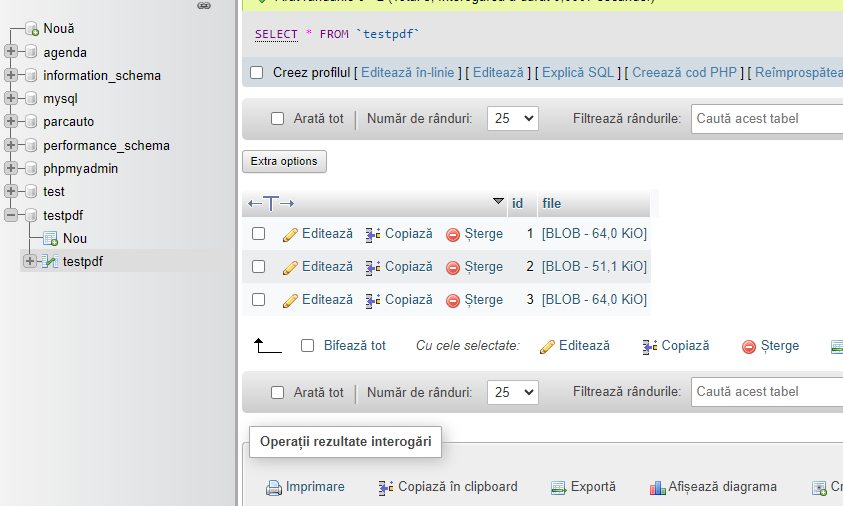 Nouă
agenda
information_schema
mysql
parcauto
performance_schema
phpmyadmin
test
testpdf
Nou
testpdf
SELECT * FROM `testpdf`
Creez profilul [ Editează în-linie ] [ Editează ] [ Explică SQL ] [ Creează cod PHP ] [ Reîmprospătea
Arată tot | Număr de rânduri: 25 Filtrează rândurile: Caută acest tabel
Extra options
←T→ id file
Editează Copiază Șterge 1 [BLOB - 64,0 KiO]
Editează Copiază Șterge 2 [BLOB - 51,1 KiO]
Editează Copiază Șterge 3 [BLOB - 64,0 KiO]
Bifează tot Cu cele selectate: Editează Copiază Șterge
Arată tot | Număr de rânduri: 25 Filtrează rândurile: Caută acest tabel
Operații rezultate interogări
Imprimare Copiază în clipboard Exportă Afișează diagrama Cr